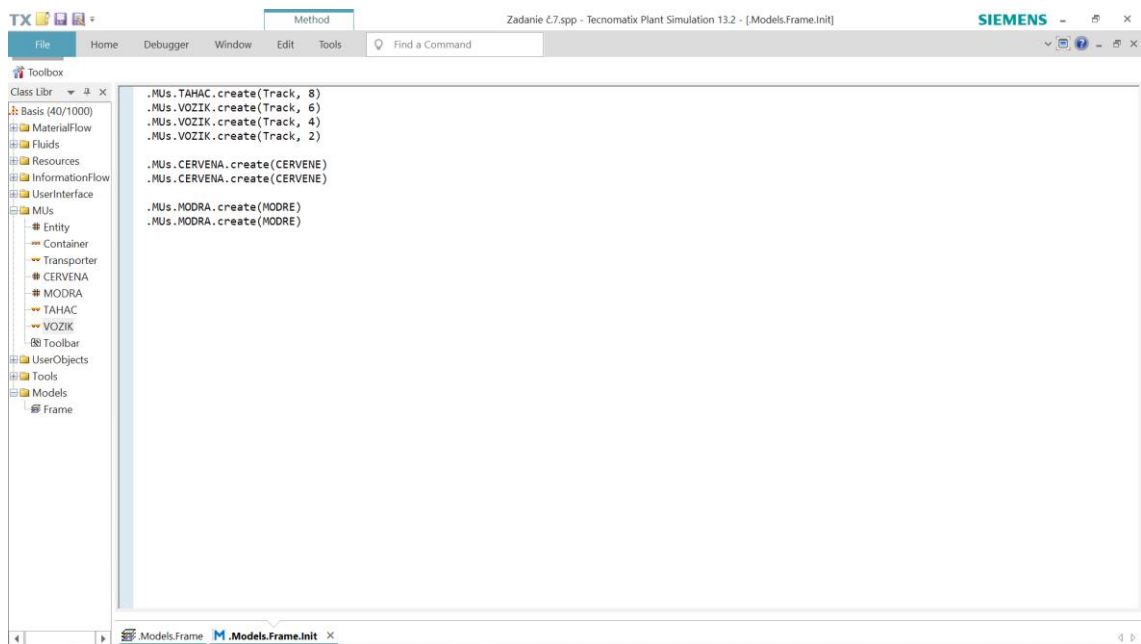 TX
Method
Zadanie č.7.spp - Tecnomatix Plant Simulation 13.2 - [.Models.Frame.Init]
SIEMENS
File Home Debugger Window Edit Tools Find a Command
Toolbox
Class Libr
Basis (40/1000)
MaterialFlow
Fluids
Resources
InformationFlow
UserInterface
MUs
Entity
Container
Transporter
CERVENA
MODRA
TAHAC
VOZIK
Toolbar
UserObjects
Tools
Models
Frame
.MUs.TAHAC.create(Track, 8)
.MUs.VOZIK.create(Track, 6)
.MUs.VOZIK.create(Track, 4)
.MUs.VOZIK.create(Track, 2)
.MUs.CERVENA.create(CERVENE)
.MUs.CERVENA.create(CERVENE)
.MUs.MODRA.create(MODRE)
.MUs.MODRA.create(MODRE)
.Models.Frame M .Models.Frame.Init